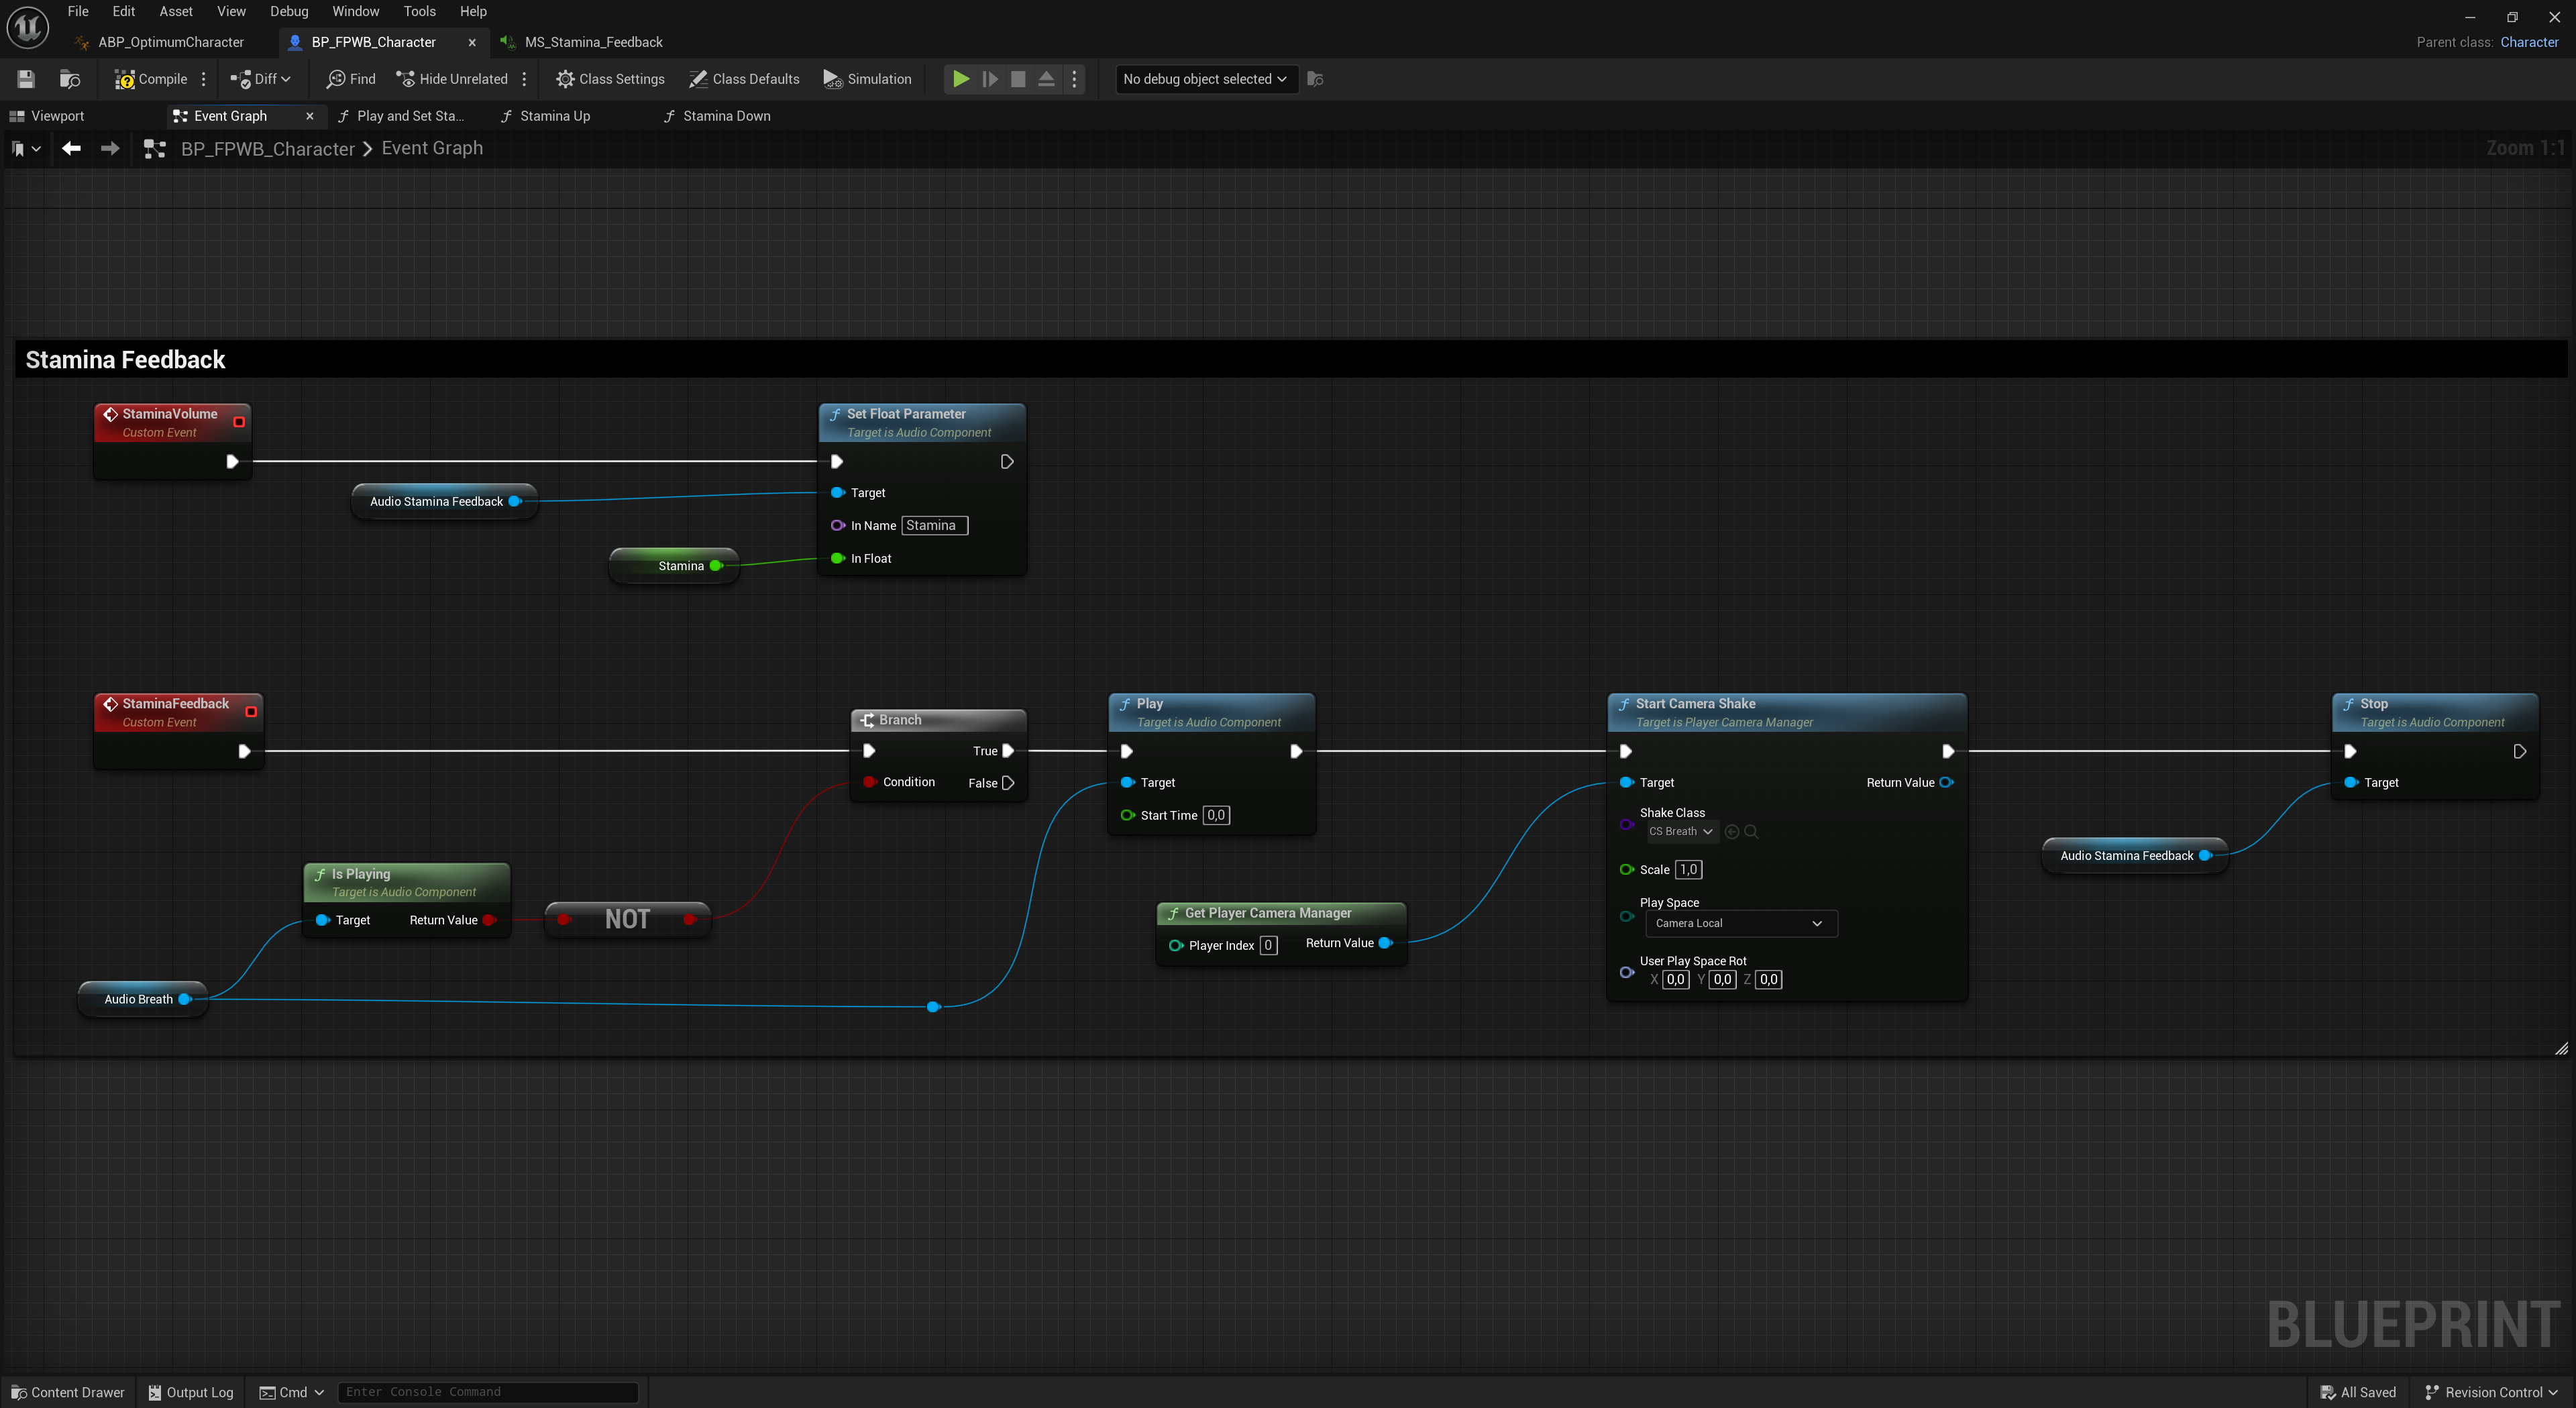 File Edit Asset View Debug Window Tools Help
ABP_OptimumCharacter BP_FPWB_Character MS_Stamina_Feedback
Parent class: Character
Compile Diff Find Hide Unrelated Class Settings Class Defaults Simulation No debug object selected
Viewport Event Graph Play and Set Sta... Stamina Up Stamina Down
BP_FPWB_Character > Event Graph
Zoom 1:1
Stamina Feedback
StaminaVolume
Custom Event
Set Float Parameter
Target is Audio Component
Audio Stamina Feedback
Target
In Name Stamina
Stamina
In Float
StaminaFeedback
Custom Event
Branch
True
Condition
False
Play
Target is Audio Component
Target
Start Time 0,0
Start Camera Shake
Target is Player Camera Manager
Target
Return Value
Shake Class
CS Breath
Scale 1,0
Play Space
Camera Local
User Play Space Rot
X 0,0 Y 0,0 Z 0,0
Stop
Target is Audio Component
Target
Audio Stamina Feedback
Is Playing
Target is Audio Component
Target
Return Value
NOT
Get Player Camera Manager
Player Index 0
Return Value
Audio Breath
BLUEPRINT
Content Drawer Output Log Cmd Enter Console Command All Saved Revision Control